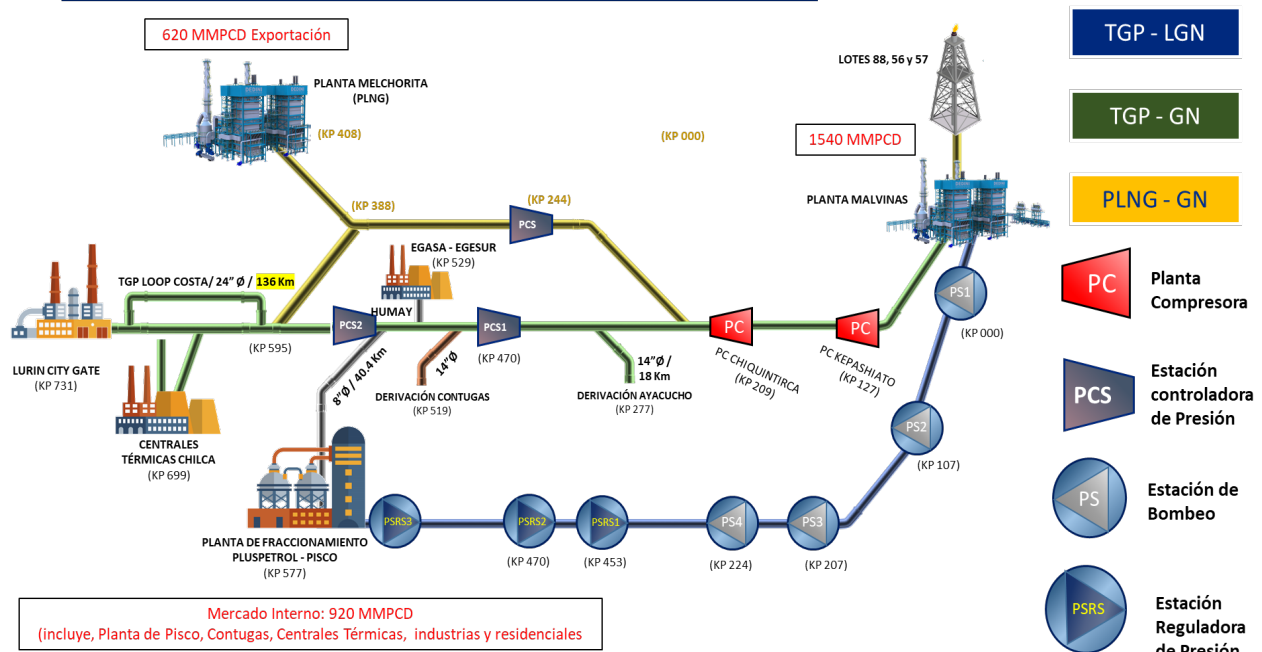 620 MMPCD Exportación
PLANTA MELCHORITA
(PLNG)
(KP 408)
(KP 000)
LOTES 88, 56 y 57
1540 MMPCD
PLANTA MALVINAS
TGP - LGN
TGP - GN
PLNG - GN
(KP 388)
(KP 244)
PCS
EGASA - EGESUR
(KP 529)
TGP LOOP COSTA/ 24” Ø / 136 Km
HUMAY
PCS2
PCS1
PC
PC
PS1
(KP 000)
PC
Planta
Compresora
(KP 595)
(KP 470)
LURIN CITY GATE
(KP 731)
8”Ø / 40.4 Km
14”Ø
DERIVACIÓN CONTUGAS
(KP 519)
14”Ø /
18 Km
DERIVACIÓN AYACUCHO
(KP 277)
PC CHIQUINTIRCA
(KP 209)
PC KEPASHIATO
(KP 127)
PCS
Estación
controladora
de Presión
CENTRALES
TÉRMICAS CHILCA
(KP 699)
PS2
(KP 107)
PS
Estación de
Bombeo
PSRS3
PSRS2
PSRS1
PS4
PS3
(KP 470)
(KP 453)
(KP 224)
(KP 207)
PLANTA DE FRACCIONAMIENTO
PLUSPETROL - PISCO
(KP 577)
PSRS
Estación
Reguladora
de Presión
Mercado Interno: 920 MMPCD
(incluye, Planta de Pisco, Contugas, Centrales Térmicas, industrias y residenciales